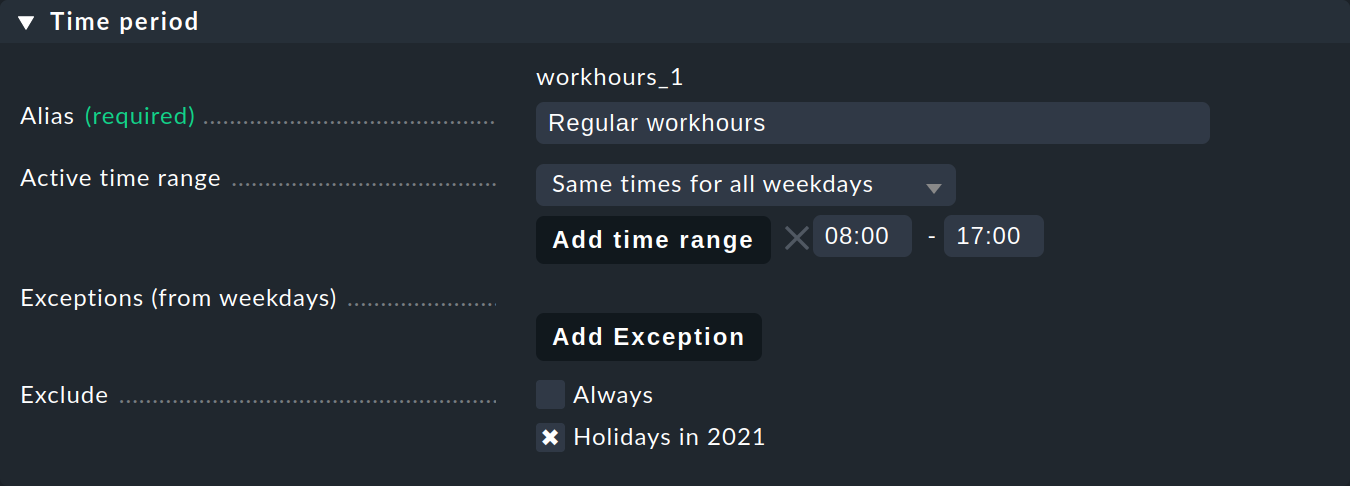 Time period
workhours_1
Alias (required) Regular workhours
Active time range Same times for all weekdays
Add time range 08:00 - 17:00
Exceptions (from weekdays)
Add Exception
Exclude Always
Holidays in 2021